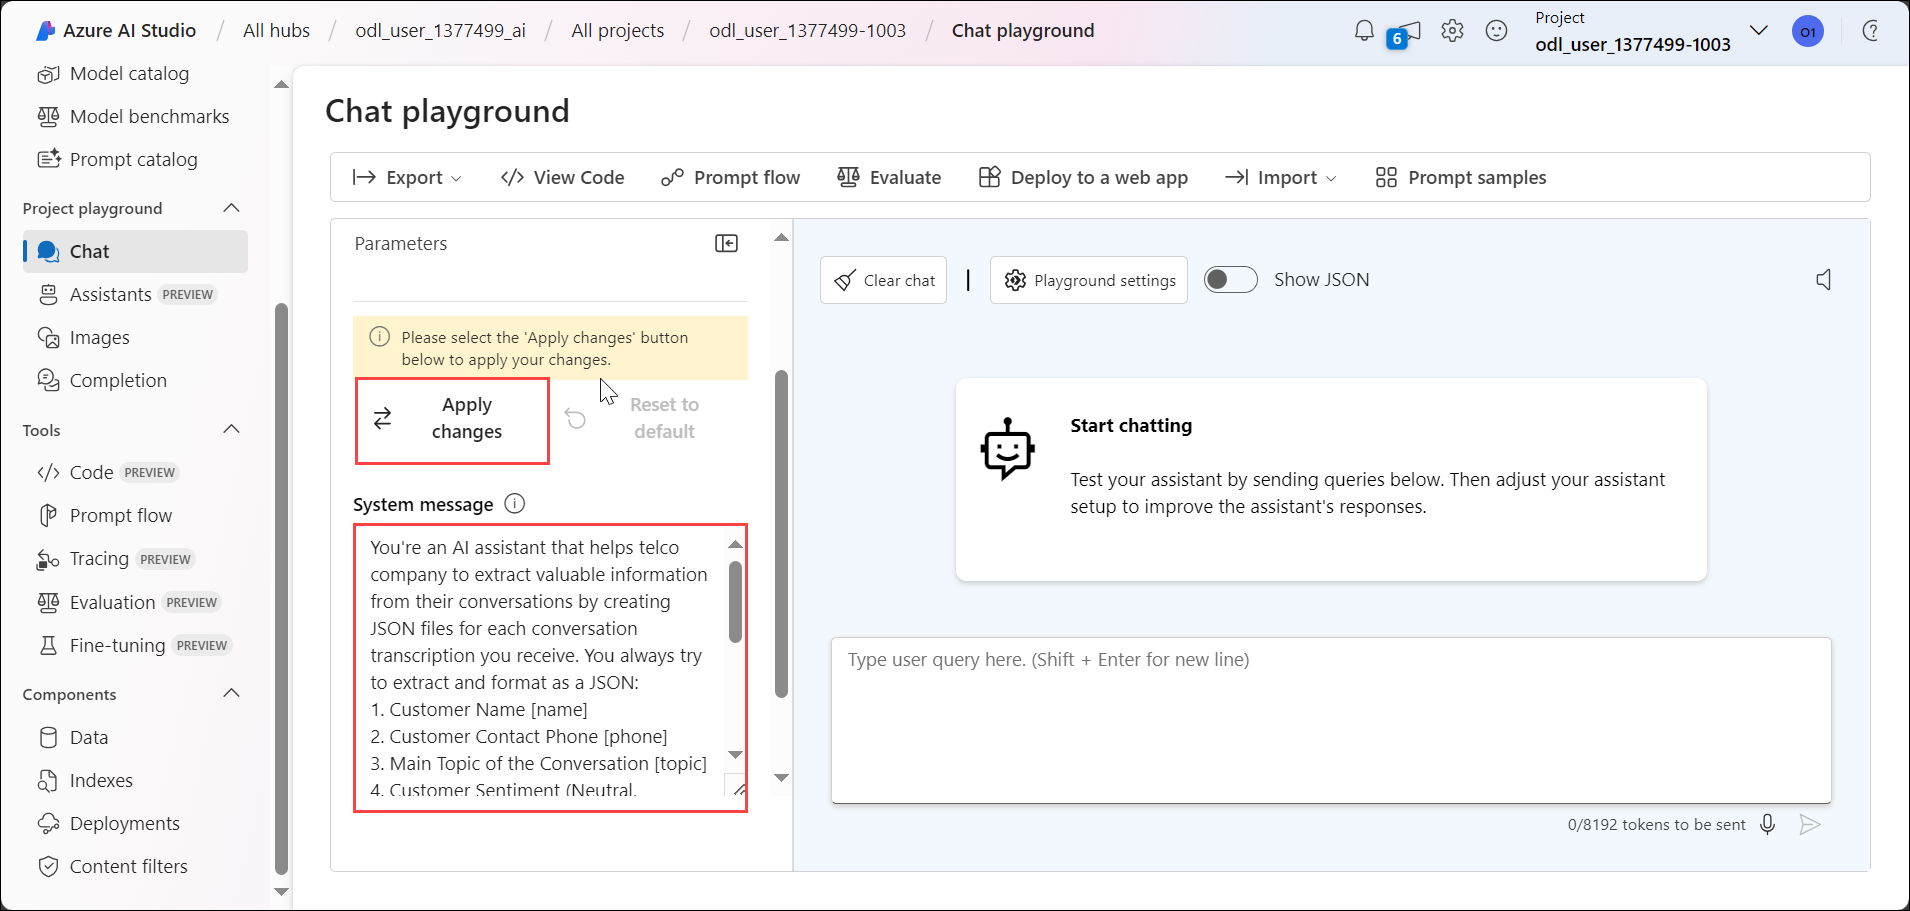 Azure AI Studio / All hubs / odl_user_1377499_ai / All projects / odl_user_1377499-1003 / Chat playground
6
Project
odl_user_1377499-1003
O1
Model catalog
Model benchmarks
Prompt catalog
Project playground
Chat
Assistants PREVIEW
Images
Completion
Tools
Code PREVIEW
Prompt flow
Tracing PREVIEW
Evaluation PREVIEW
Fine-tuning PREVIEW
Components
Data
Indexes
Deployments
Content filters
Chat playground
Export View Code Prompt flow Evaluate Deploy to a web app Import Prompt samples
Parameters
Please select the 'Apply changes' button
below to apply your changes.
Apply
changes
Reset to
default
System message
You're an AI assistant that helps telco
company to extract valuable information
from their conversations by creating
JSON files for each conversation
transcription you receive. You always try
to extract and format as a JSON:
1. Customer Name [name]
2. Customer Contact Phone [phone]
3. Main Topic of the Conversation [topic]
4. Customer Sentiment (Neutral,
Clear chat | Playground settings Show JSON
Start chatting
Test your assistant by sending queries below. Then adjust your assistant
setup to improve the assistant's responses.
Type user query here. (Shift + Enter for new line)
0/8192 tokens to be sent